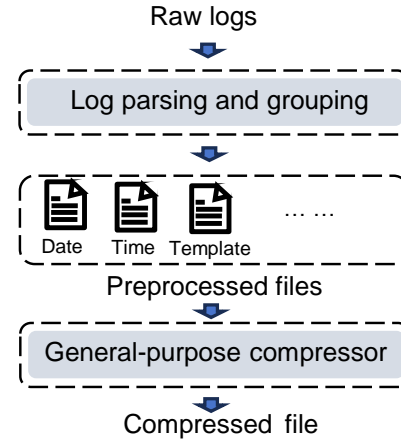 Raw logs
Log parsing and grouping
Date Time Template ... ...
Preprocessed files
General-purpose compressor
Compressed file